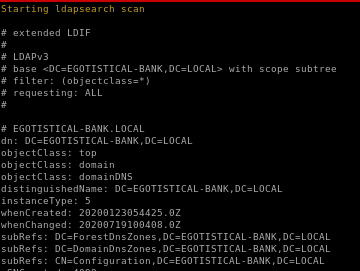 Starting ldapsearch scan
# extended LDIF
#
# LDAPv3
# base <DC=EGOTISTICAL-BANK,DC=LOCAL> with scope subtree
# filter: (objectclass=*)
# requesting: ALL
#
# EGOTISTICAL-BANK.LOCAL
dn: DC=EGOTISTICAL-BANK,DC=LOCAL
objectClass: top
objectClass: domain
objectClass: domainDNS
distinguishedName: DC=EGOTISTICAL-BANK,DC=LOCAL
instanceType: 5
whenCreated: 20200123054425.0Z
whenChanged: 20200719100408.0Z
subRefs: DC=ForestDnsZones,DC=EGOTISTICAL-BANK,DC=LOCAL
subRefs: DC=DomainDnsZones,DC=EGOTISTICAL-BANK,DC=LOCAL
subRefs: CN=Configuration,DC=EGOTISTICAL-BANK,DC=LOCAL